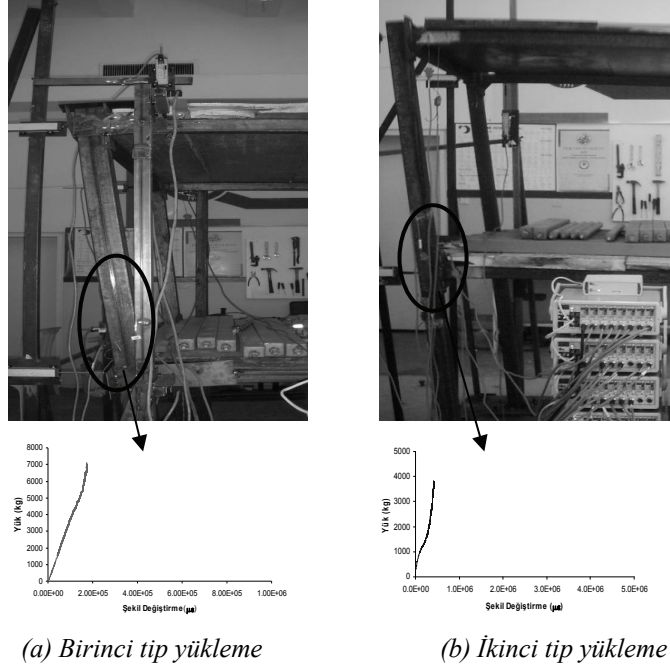 8000
7000
6000
5000
4000
3000
2000
1000
0
Yük (kg)
0.00E+00 2.00E+05 4.00E+05 6.00E+05 8.00E+05 1.00E+06
Şekil Değiştirme (με)
(a) Birinci tip yükleme
5000
4000
3000
2000
1000
0
Yük (kg)
0.0E+00 1.0E+06 2.0E+06 3.0E+06 4.0E+06 5.0E+06
Şekil Değiştirme (με)
(b) İkinci tip yükleme